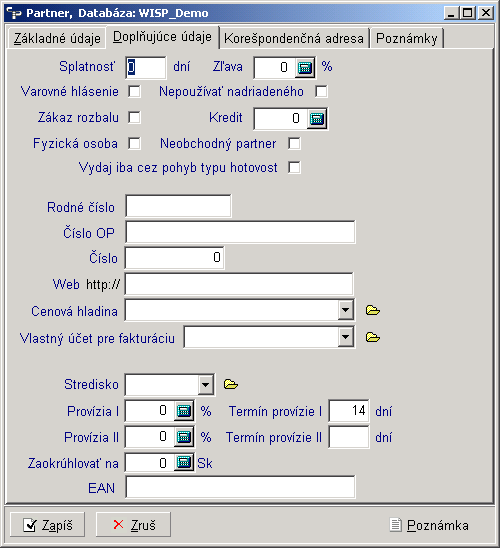 Partner, Databáza: WISP_Demo
Základné údaje Doplňujúce údaje Korešpondenčná adresa Poznámky
Splatnosť 0 dní Zľava 0 %
Varovné hlásenie Nepoužívať nadriadeného
Zákaz rozbalu Kredit 0
Fyzická osoba Neobchodný partner
Vydaj iba cez pohyb typu hotovost
Rodné číslo
Číslo OP
Číslo 0
Web http://
Cenová hladina
Vlastný účet pre fakturáciu
Stredisko
Provízia I 0 % Termín provízie I 14 dní
Provízia II 0 % Termín provízie II dní
Zaokrúhlovať na 0 Sk
EAN
Zapíš Zruš Poznámka